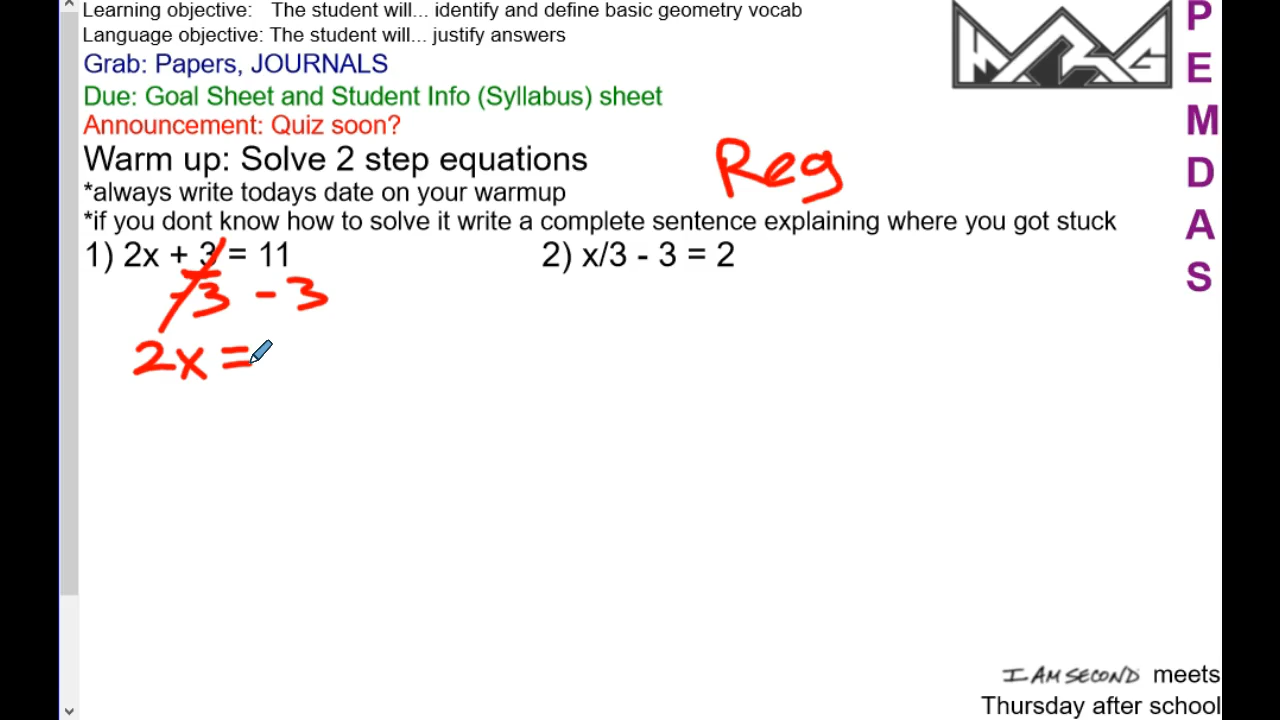 Learning objective: The student will... identify and define basic geometry vocab
Language objective: The student will... justify answers
Grab: Papers, JOURNALS
Due: Goal Sheet and Student Info (Syllabus) sheet
Announcement: Quiz soon?
Warm up: Solve 2 step equations
Reg
*always write todays date on your warmup
*if you dont know how to solve it write a complete sentence explaining where you got stuck
1) 2x + 3 = 11
2) x/3 - 3 = 2
-3 -3
2x =
P
E
M
D
A
S
I AM SECOND meets
Thursday after school